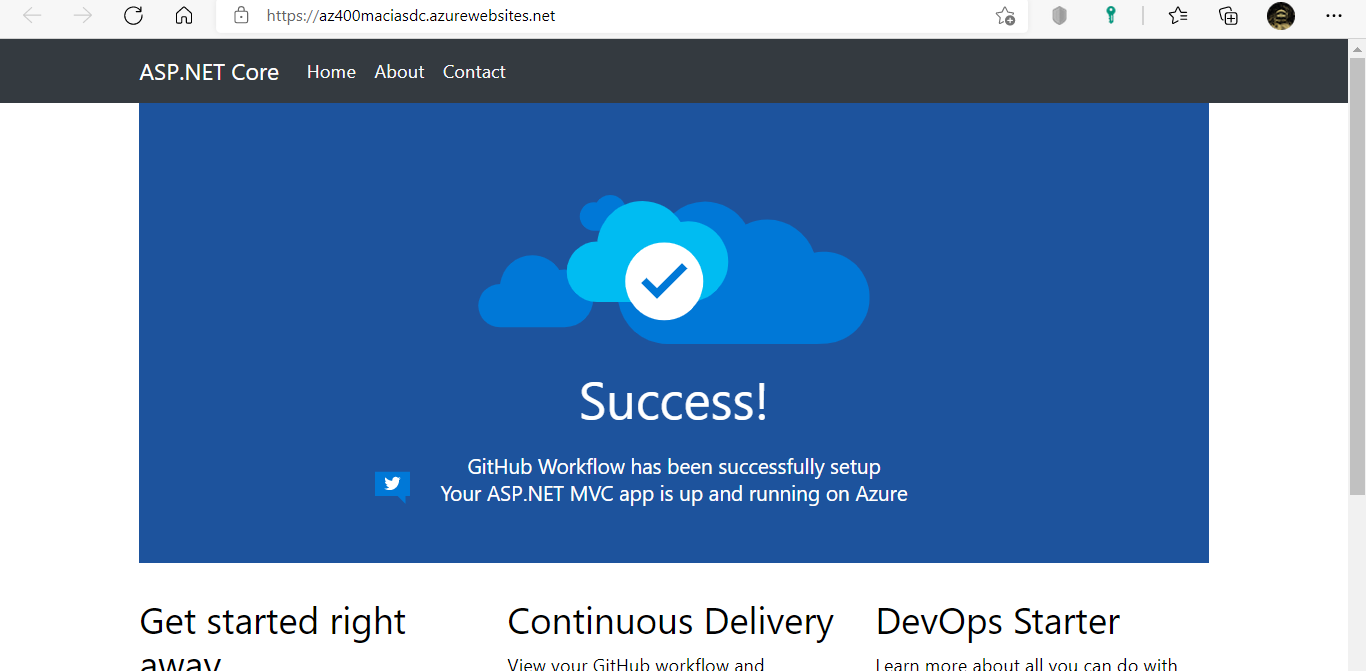 https://az400maciasdc.azurewebsites.net
ASP.NET Core Home About Contact
Success!
GitHub Workflow has been successfully setup
Your ASP.NET MVC app is up and running on Azure
Get started right
away
Continuous Delivery
View your GitHub workflow and
DevOps Starter
Learn more about all you can do with